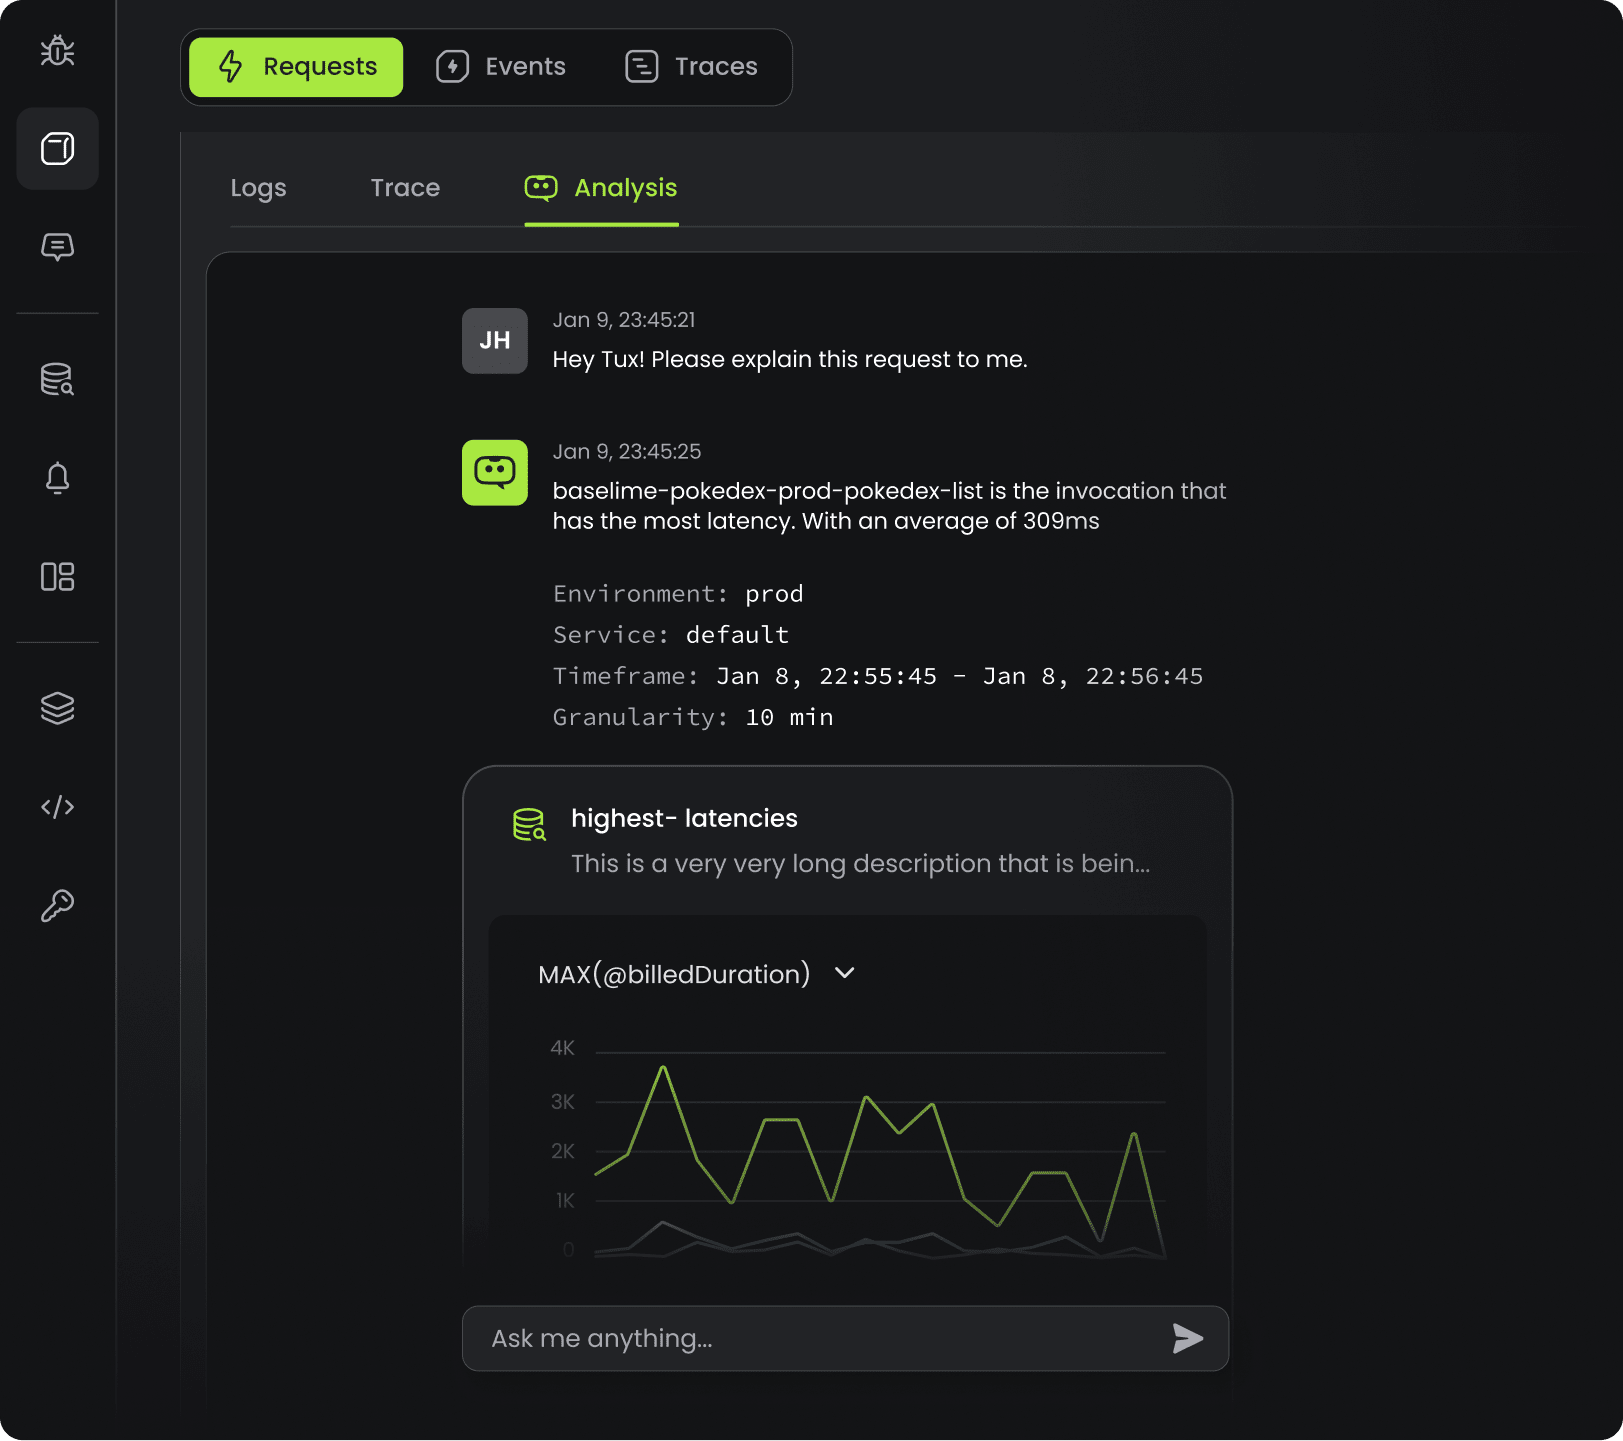 Requests
Events
Traces
Logs
Trace
Analysis
JH
Jan 9, 23:45:21
Hey Tux! Please explain this request to me.
Jan 9, 23:45:25
baselime-pokedex-prod-pokedex-list is the invocation that
has the most latency. With an average of 309ms
Environment: prod
Service: default
Timeframe: Jan 8, 22:55:45 - Jan 8, 22:56:45
Granularity: 10 min
highest- latencies
This is a very very long description that is bein...
MAX(@billedDuration)
4K
3K
2K
1K
0
Ask me anything...